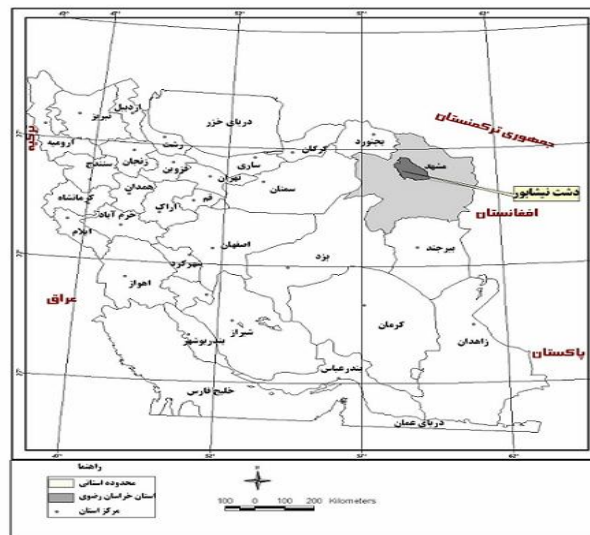 اردبیل
تبریز
ارومیه
ترکیه
دریای خزر
جمهوری ترکمنستان
رشت
گرگان
بجنورد
مشهد
زنجان
قزوین
ساری
سنندج
تهران
سمنان
دشت نیشابور
همدان
کرمانشاه
قم
اراک
افغانستان
خرم آباد
ایلام
اصفهان
یزد
بیرجند
شهرکرد
اهواز
عراق
کرمان
شیراز
زاهدان
بندربوشهر
پاکستان
بندرعباس
خلیج فارس
دریای عمان
راهنما
محدوده استانی
استان خراسان رضوی
مرکز استان
100 0 100 200 Kilometers